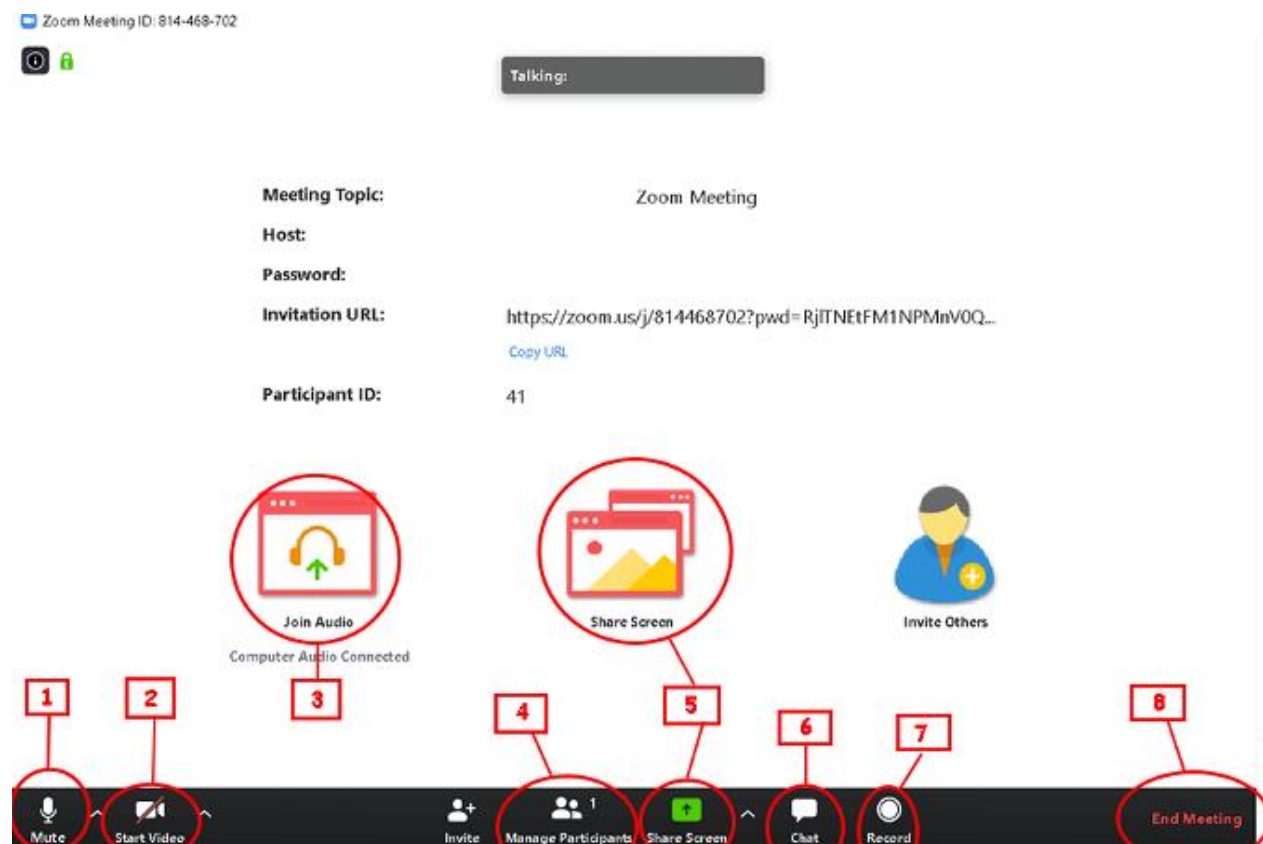 Zoom Meeting ID: 814-468-702
Talking:
Meeting Topic: Zoom Meeting
Host:
Password:
Invitation URL: https://zoom.us/j/814468702?pwd=RjlTNEtFM1NPMnV0Q...
Copy URL
Participant ID: 41
Join Audio Share Screen Invite Others
Computer Audio Connected
1 2 3 4 5 6 7 8
Mute Start Video Invite Manage Participants 1 Share Screen Chat Record End Meeting